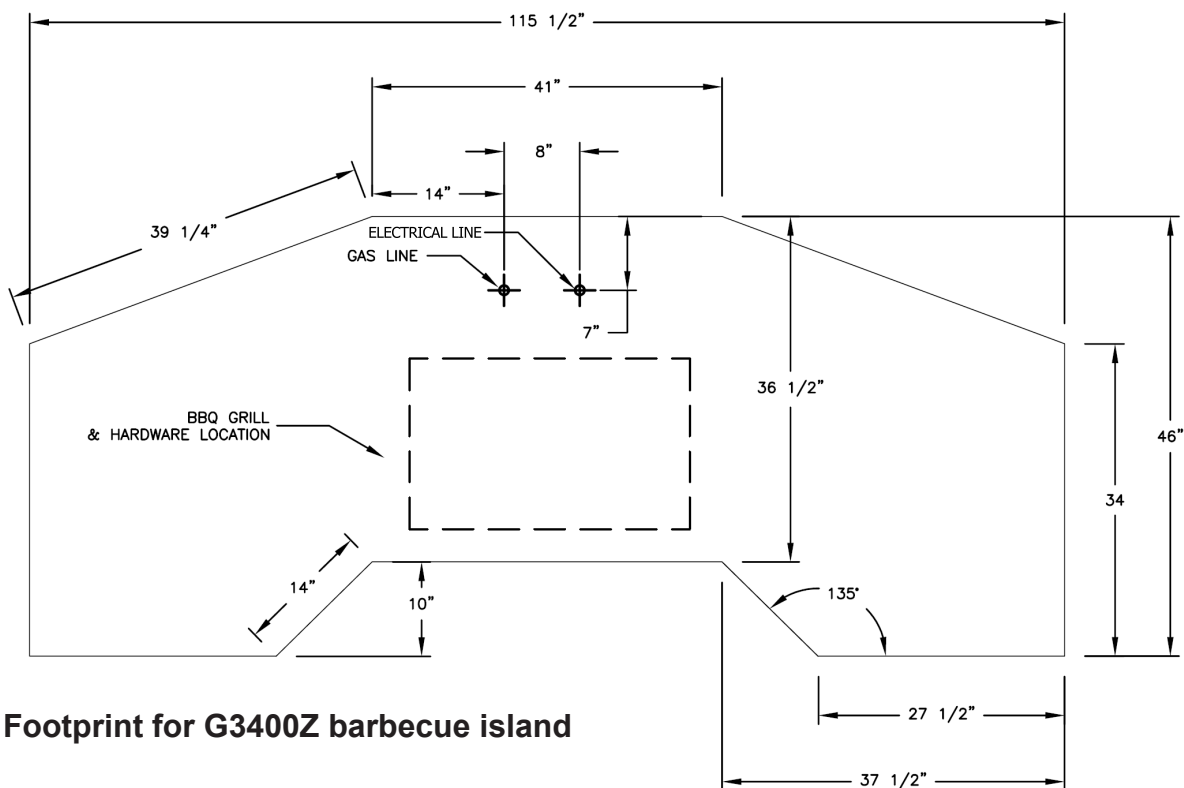 115 1/2”
41”
8”
14”
39 1/4”
ELECTRICAL LINE
GAS LINE
7”
36 1/2”
BBQ GRILL
& HARDWARE LOCATION
46”
34
14”
10”
135°
27 1/2”
Footprint for G3400Z barbecue island
37 1/2”